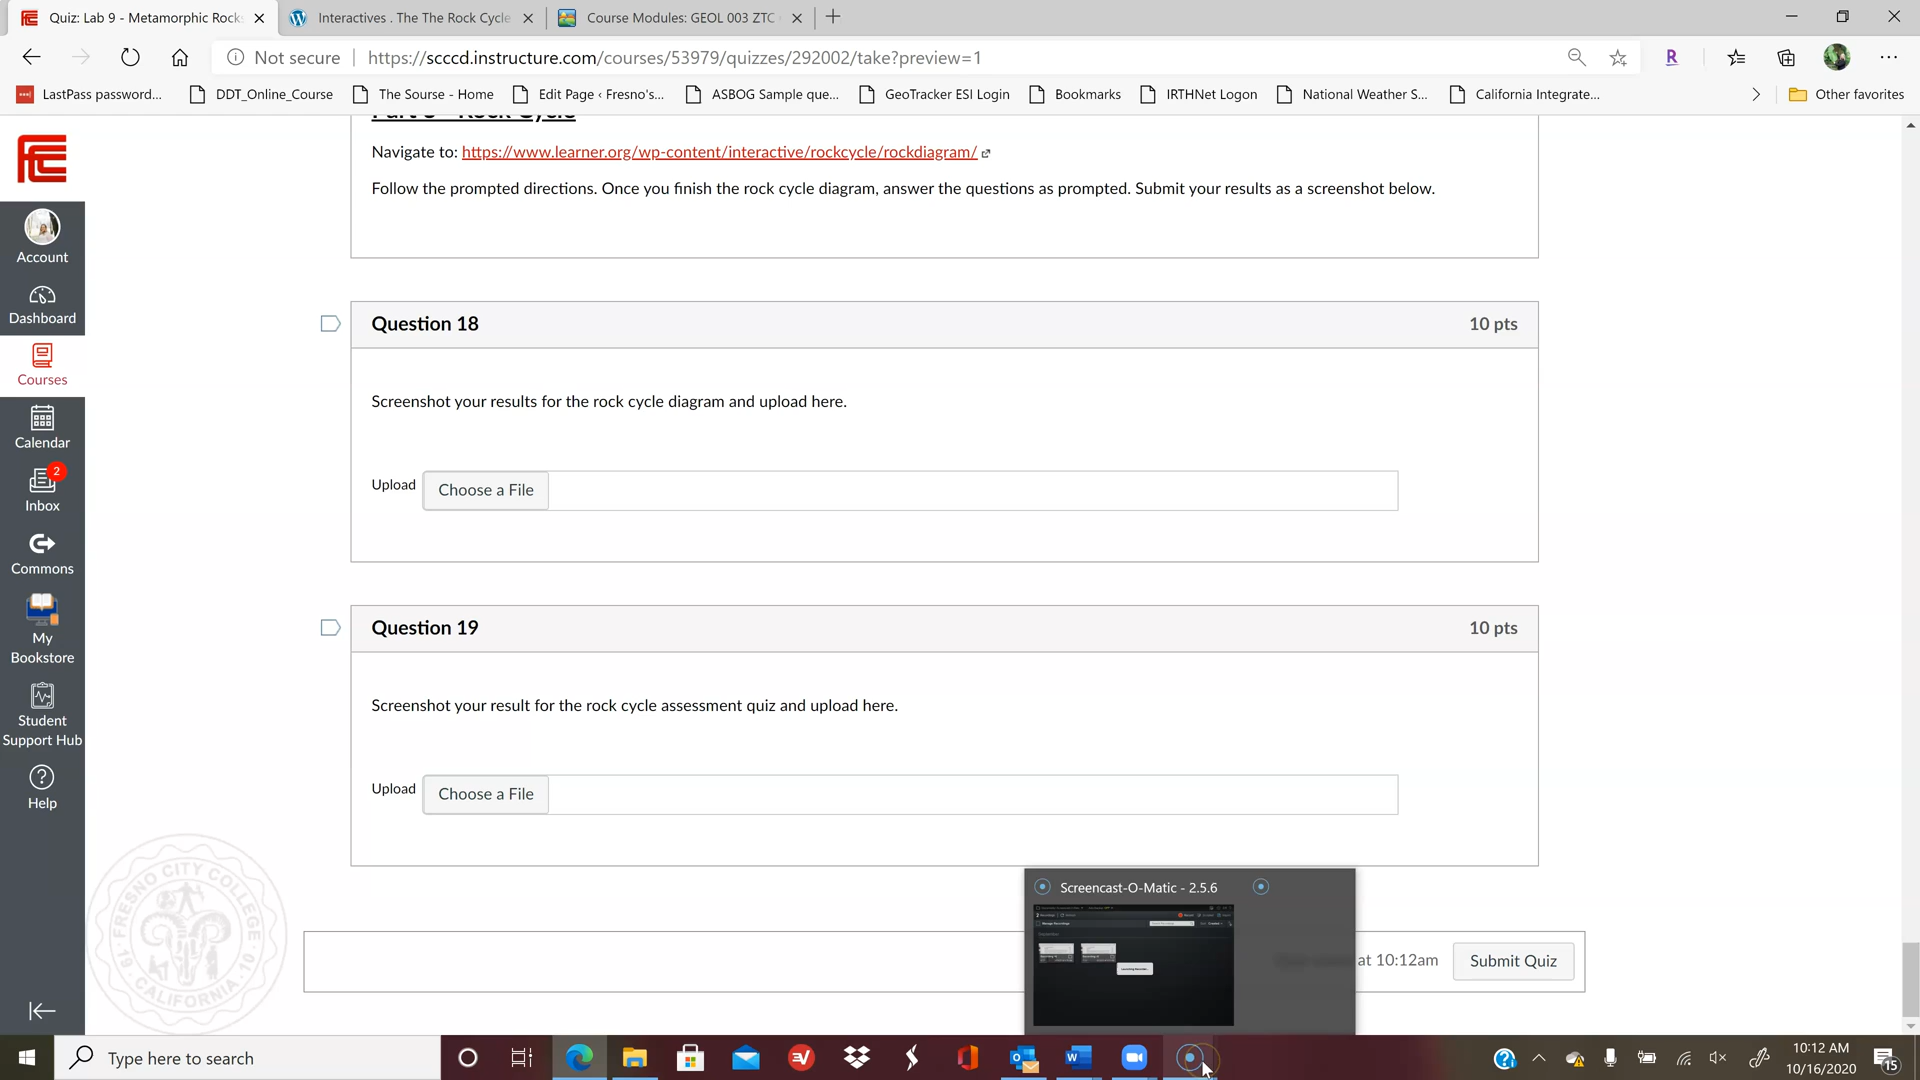 Quiz: Lab 9 - Metamorphic Rock
Interactives . The The Rock Cycle
Course Modules: GEOL 003 ZTC
Not secure
https://scccd.instructure.com/courses/53979/quizzes/292002/take?preview=1
LastPass password...
DDT_Online_Course
The Sourse - Home
Edit Page ‹ Fresno's...
ASBOG Sample que...
GeoTracker ESI Login
Bookmarks
IRTHNet Logon
National Weather S...
California Integrate...
Other favorites
Navigate to: https://www.learner.org/wp-content/interactive/rockcycle/rockdiagram/
Follow the prompted directions. Once you finish the rock cycle diagram, answer the questions as prompted. Submit your results as a screenshot below.
Account
Dashboard
Courses
Calendar
2
Inbox
Commons
My
Bookstore
Student
Support Hub
Help
Question 18
10 pts
Screenshot your results for the rock cycle diagram and upload here.
Upload
Choose a File
Question 19
10 pts
Screenshot your result for the rock cycle assessment quiz and upload here.
Upload
Choose a File
FRESNO CITY COLLEGE
CALIFORNIA
19 10
Screencast-O-Matic - 2.5.6
at 10:12am
Submit Quiz
Type here to search
10:12 AM
10/16/2020
15